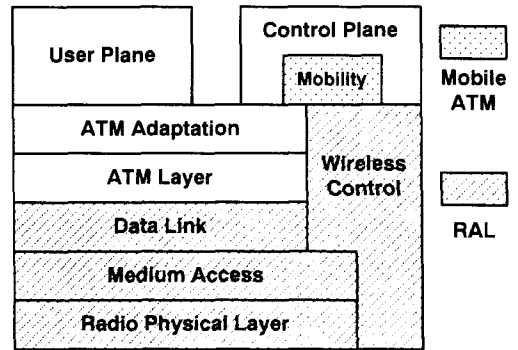 User Plane
Control Plane
Mobility
Mobile
ATM
ATM Adaptation
Wireless
Control
ATM Layer
Data Link
RAL
Medium Access
Radio Physical Layer